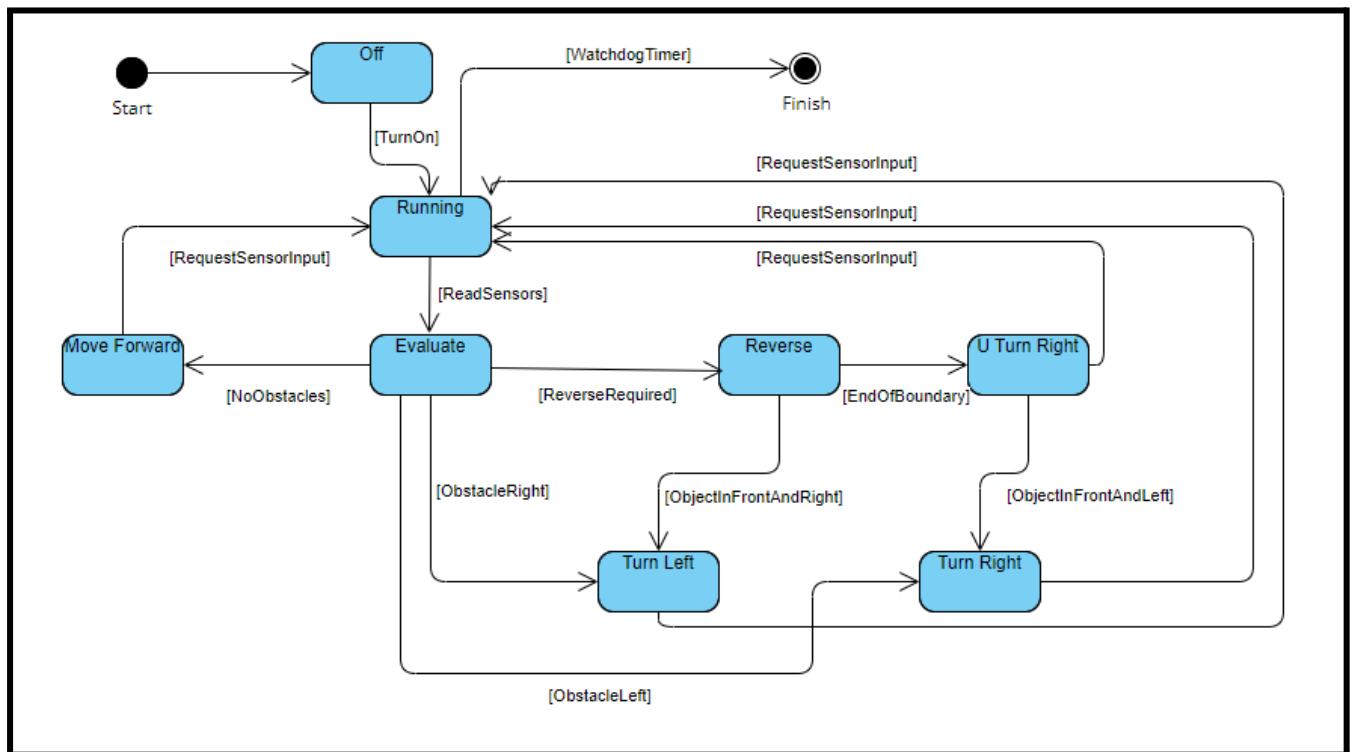 Off
[WatchdogTimer]
Start
Finish
[TurnOn]
[RequestSensorInput]
Running
[RequestSensorInput]
[RequestSensorInput]
[RequestSensorInput]
[ReadSensors]
Move Forward
Evaluate
Reverse
U Turn Right
[NoObstacles]
[ReverseRequired]
[EndOfBoundary]
[ObstacleRight]
[ObjectInFrontAndRight]
[ObjectInFrontAndLeft]
Turn Left
Turn Right
[ObstacleLeft]